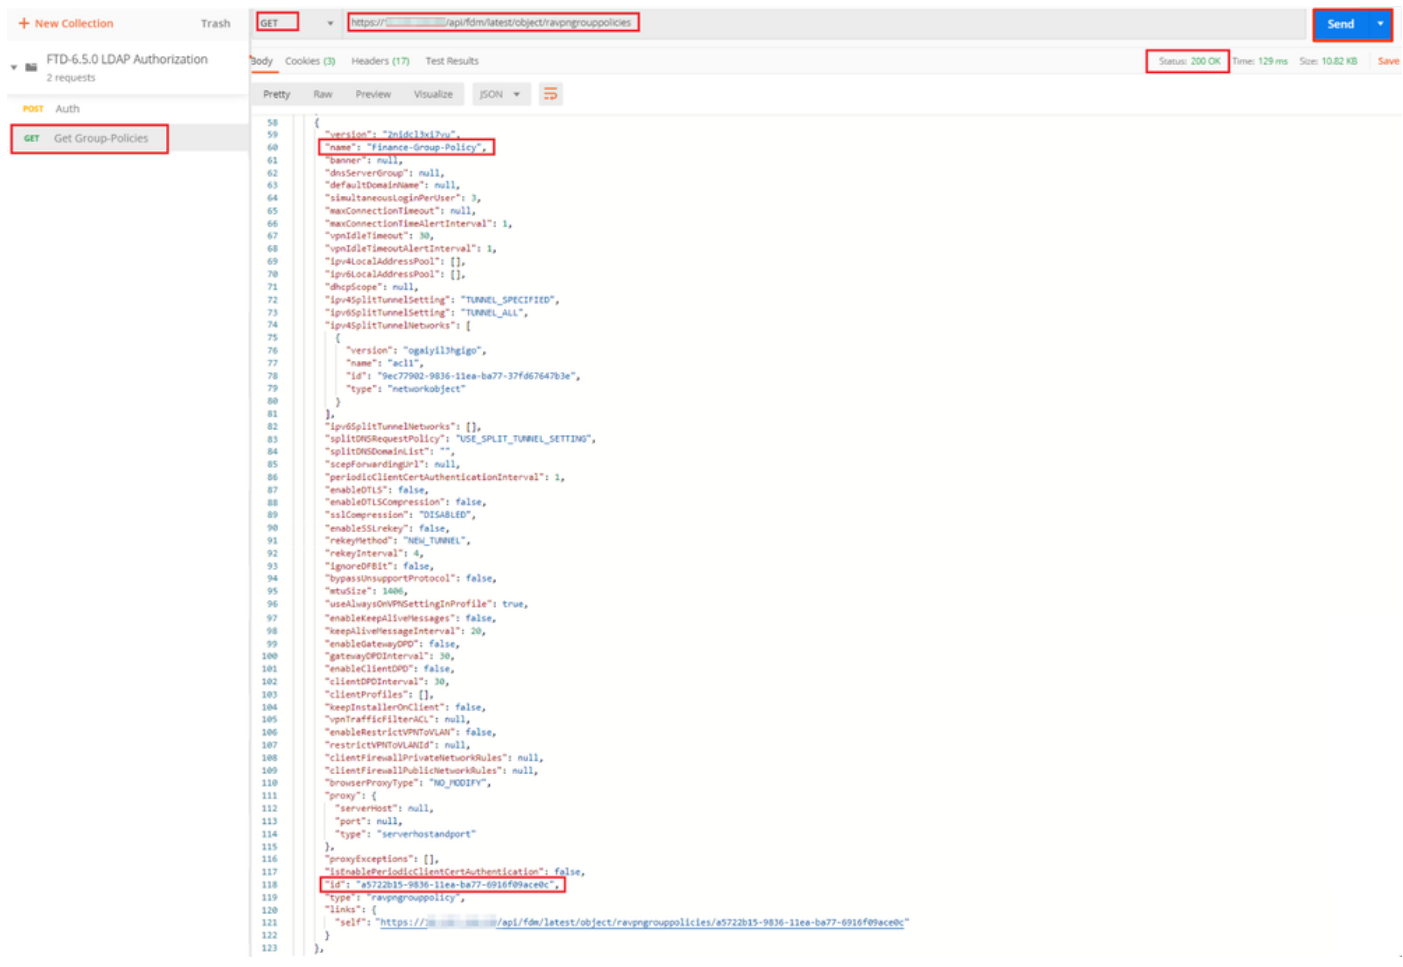 + New Collection
Trash
FTD-6.5.0 LDAP Authorization
2 requests
POST Auth
GET Get Group-Policies
GET
https:// /api/fdm/latest/object/ravpngrouppolicies
Send
Body Cookies (3) Headers (17) Test Results
Status: 200 OK Time: 129 ms Size: 10.82 KB Save
Pretty Raw Preview Visualize JSON
58 {
59 "version": "2nidcl3xi7vu",
60 "name": "Finance-Group-Policy",
61 "banner": null,
62 "dnsServerGroup": null,
63 "defaultDomainName": null,
64 "simultaneousLoginPerUser": 3,
65 "maxConnectionTimeout": null,
66 "maxConnectionTimeAlertInterval": 1,
67 "vpnIdleTimeout": 30,
68 "vpnIdleTimeoutAlertInterval": 1,
69 "ipv4LocalAddressPool": [],
70 "ipv6LocalAddressPool": [],
71 "dhcpScope": null,
72 "ipv4SplitTunnelSetting": "TUNNEL_SPECIFIED",
73 "ipv6SplitTunnelSetting": "TUNNEL_ALL",
74 "ipv4SplitTunnelNetworks": [
75 {
76 "version": "ogaiyil3hgigo",
77 "name": "acl1",
78 "id": "9ec77902-9836-11ea-ba77-37fd67647b3e",
79 "type": "networkobject"
80 }
81 ],
82 "ipv6SplitTunnelNetworks": [],
83 "splitDNSRequestPolicy": "USE_SPLIT_TUNNEL_SETTING",
84 "splitDNSDomainList": "",
85 "scepForwardingUrl": null,
86 "periodicClientCertAuthenticationInterval": 1,
87 "enableDTLS": false,
88 "enableDTLSCompression": false,
89 "sslCompression": "DISABLED",
90 "enableSSLrekey": false,
91 "rekeyMethod": "NEW_TUNNEL",
92 "rekeyInterval": 4,
93 "ignoreDFBit": false,
94 "bypassUnsupportProtocol": false,
95 "mtuSize": 1406,
96 "useAlwaysOnVPNSettingInProfile": true,
97 "enableKeepAliveMessages": false,
98 "keepAliveMessageInterval": 20,
99 "enableGatewayDPD": false,
100 "gatewayDPDInterval": 30,
101 "enableClientDPD": false,
102 "clientDPDInterval": 30,
103 "clientProfiles": [],
104 "keepInstallerOnClient": false,
105 "vpnTrafficFilterACL": null,
106 "enableRestrictVPNToVLAN": false,
107 "restrictVPNToVLANId": null,
108 "clientFirewallPrivateNetworkRules": null,
109 "clientFirewallPublicNetworkRules": null,
110 "browserProxyType": "NO_MODIFY",
111 "proxy": {
112 "serverHost": null,
113 "port": null,
114 "type": "serverhostandport"
115 },
116 "proxyExceptions": [],
117 "isEnablePeriodicClientCertAuthentication": false,
118 "id": "a5722b15-9836-11ea-ba77-6916f09ace0c",
119 "type": "ravpngrouppolicy",
120 "links": {
121 "self": "https:// /api/fdm/latest/object/ravpngrouppolicies/a5722b15-9836-11ea-ba77-6916f09ace0c"
122 }
123 },